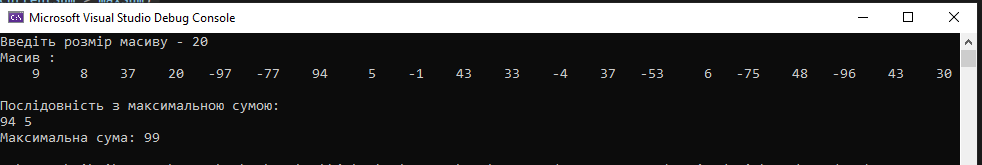 Microsoft Visual Studio Debug Console
Введіть розмір масиву - 20
Масив :
9 8 37 20 -97 -77 94 5 -1 43 33 -4 37 -53 6 -75 48 -96 43 30
Послідовність з максимальною сумою:
94 5
Максимальна сума: 99